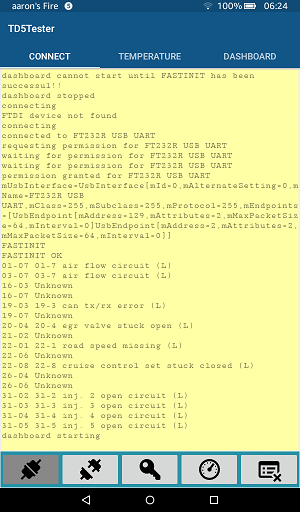 aaron's Fire 5 100% 06:24
TD5Tester
CONNECT TEMPERATURE DASHBOARD
dashboard cannot start until FASTINIT has been
successul!!
dashboard stopped
connecting
FTDI device not found
connecting
connected to FT232R USB UART
requesting permission for FT232R USB UART
waiting for permission for FT232R USB UART
waiting for permission for FT232R USB UART
permission granted for FT232R USB UART
mUsbInterface=UsbInterface[mId=0,mAlternateSetting=0,m
Name=FT232R USB
UART,mClass=255,mSubclass=255,mProtocol=255,mEndpoints
=[UsbEndpoint[mAddress=129,mAttributes=2,mMaxPacketSiz
e=64,mInterval=0]UsbEndpoint[mAddress=2,mAttributes=2,
mMaxPacketSize=64,mInterval=0]]
FASTINIT
FASTINIT OK
01-07 01-7 air flow circuit (L)
03-07 03-7 air flow circuit (L)
16-03 Unknown
16-07 Unknown
19-03 19-3 can tx/rx error (L)
19-07 Unknown
20-04 20-4 egr valve stuck open (L)
21-02 Unknown
22-01 22-1 road speed missing (L)
22-06 Unknown
22-08 22-8 cruise control set stuck closed (L)
26-04 Unknown
26-06 Unknown
31-02 31-2 inj. 2 open circuit (L)
31-03 31-3 inj. 3 open circuit (L)
31-04 31-4 inj. 4 open circuit (L)
31-05 31-5 inj. 5 open circuit (L)
dashboard starting